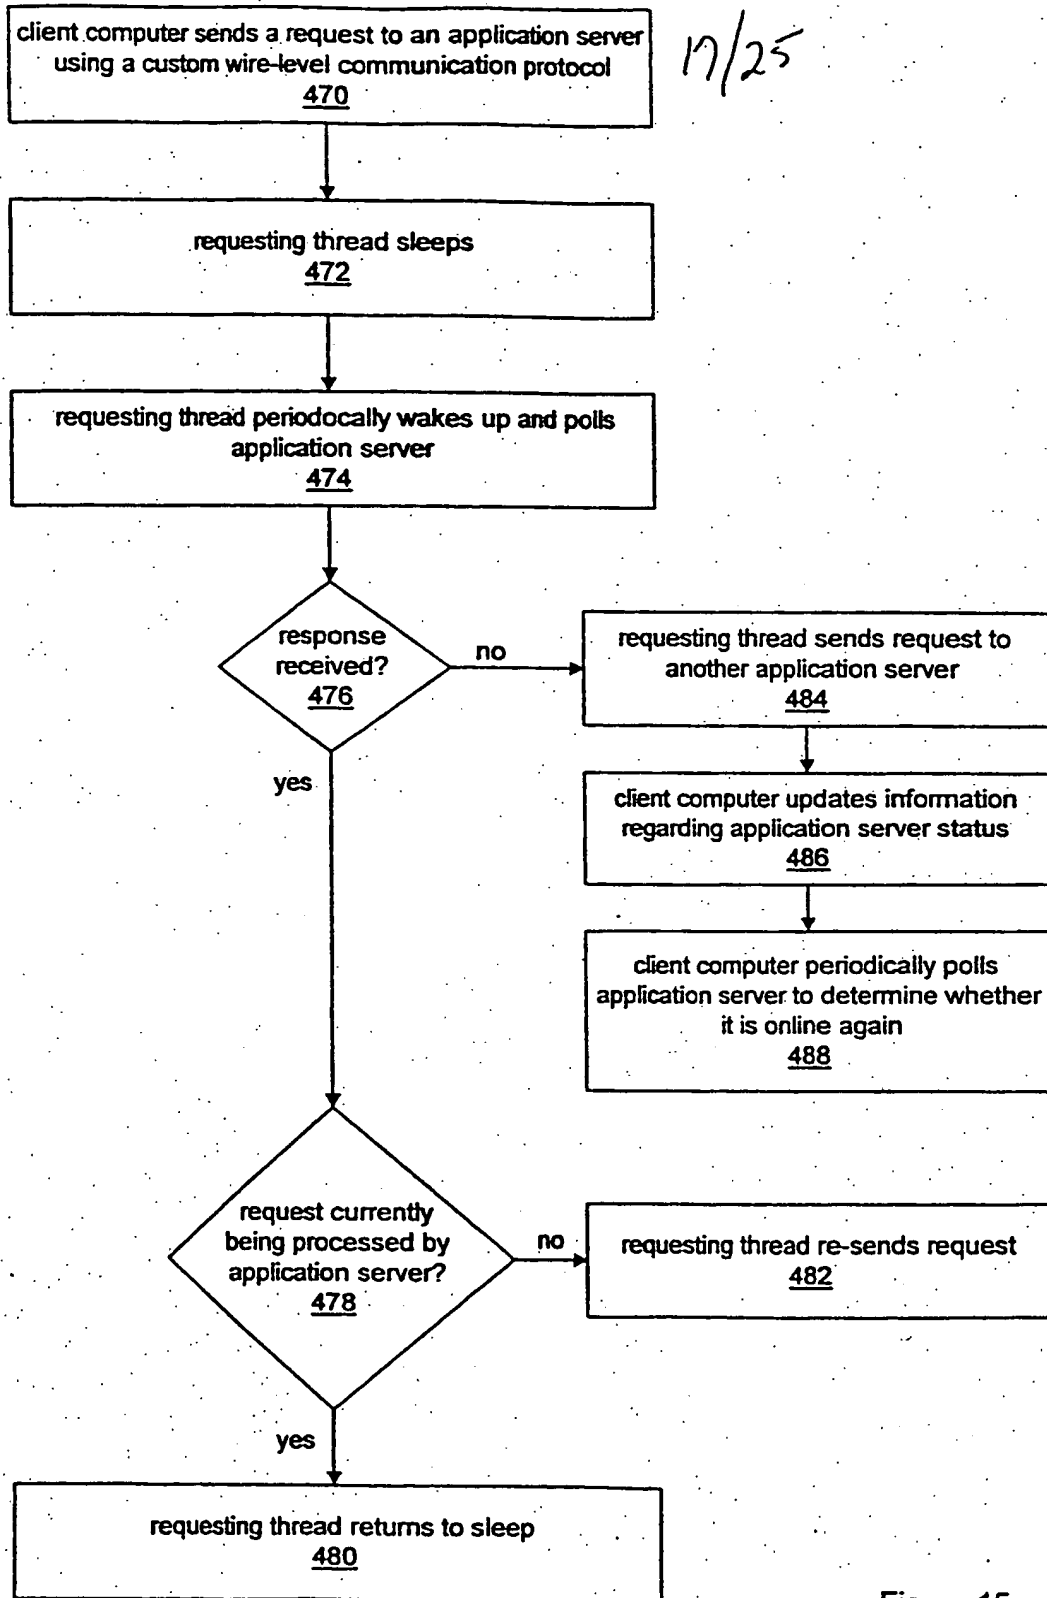 client computer sends a request to an application server
using a custom wire-level communication protocol
470
17/25
requesting thread sleeps
472
requesting thread periodocally wakes up and polls
application server
474
response
received?
476
no
requesting thread sends request to
another application server
484
yes
client computer updates information
regarding application server status
486
client computer periodically polls
application server to determine whether
it is online again
488
request currently
being processed by
application server?
478
no
requesting thread re-sends request
482
yes
requesting thread returns to sleep
480